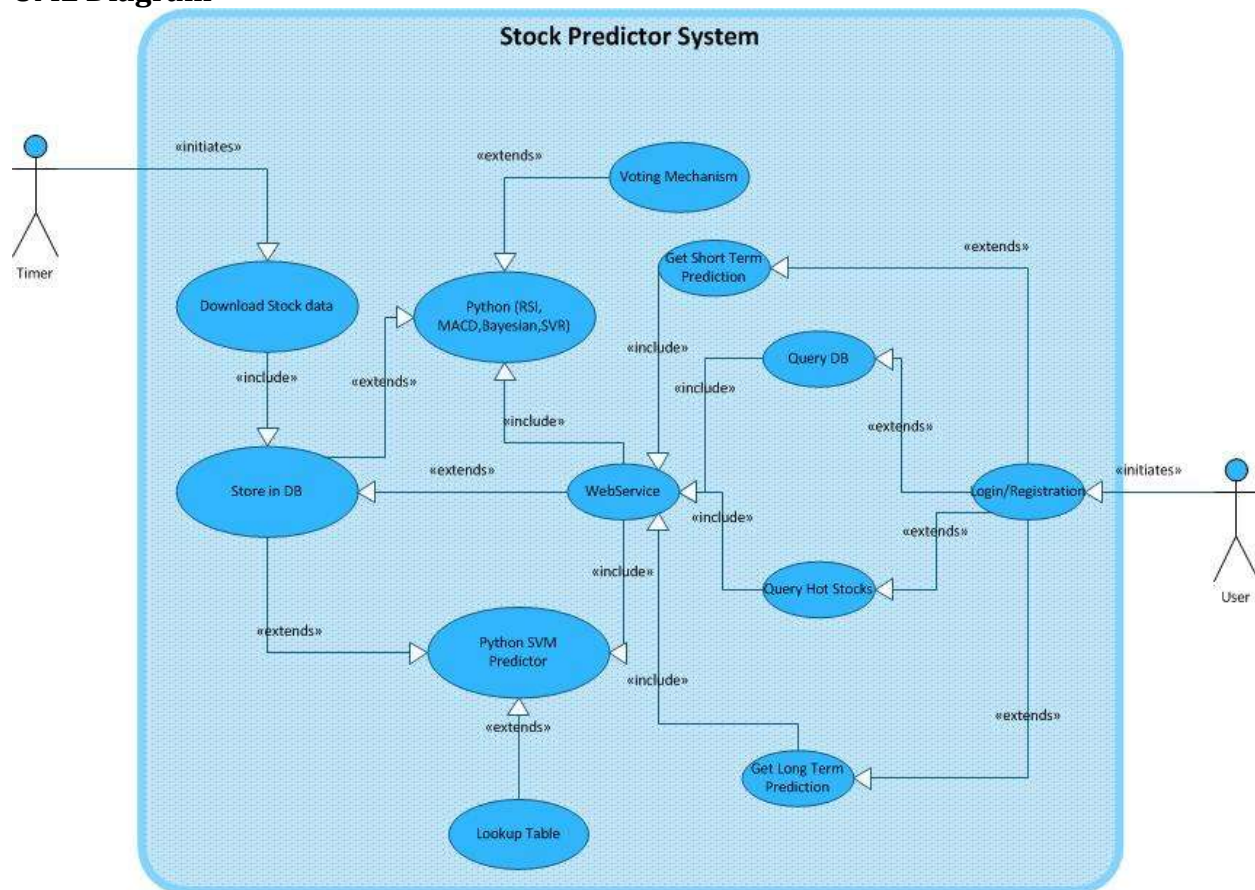 UML Diagram
Stock Predictor System
«initiates»
«extends»
Voting Mechanism
Timer
Get Short Term
Prediction
«extends»
Download Stock data
Python (RSI,
MACD,Bayesian,SVR)
«include»
Query DB
«include»
«extends»
«include»
«include»
«extends»
«extends»
Store in DB
WebService
Login/Registration
«initiates»
«include»
«extends»
«include»
Query Hot Stocks
User
«extends»
Python SVM
Predictor
«include»
«extends»
«extends»
Get Long Term
Prediction
Lookup Table